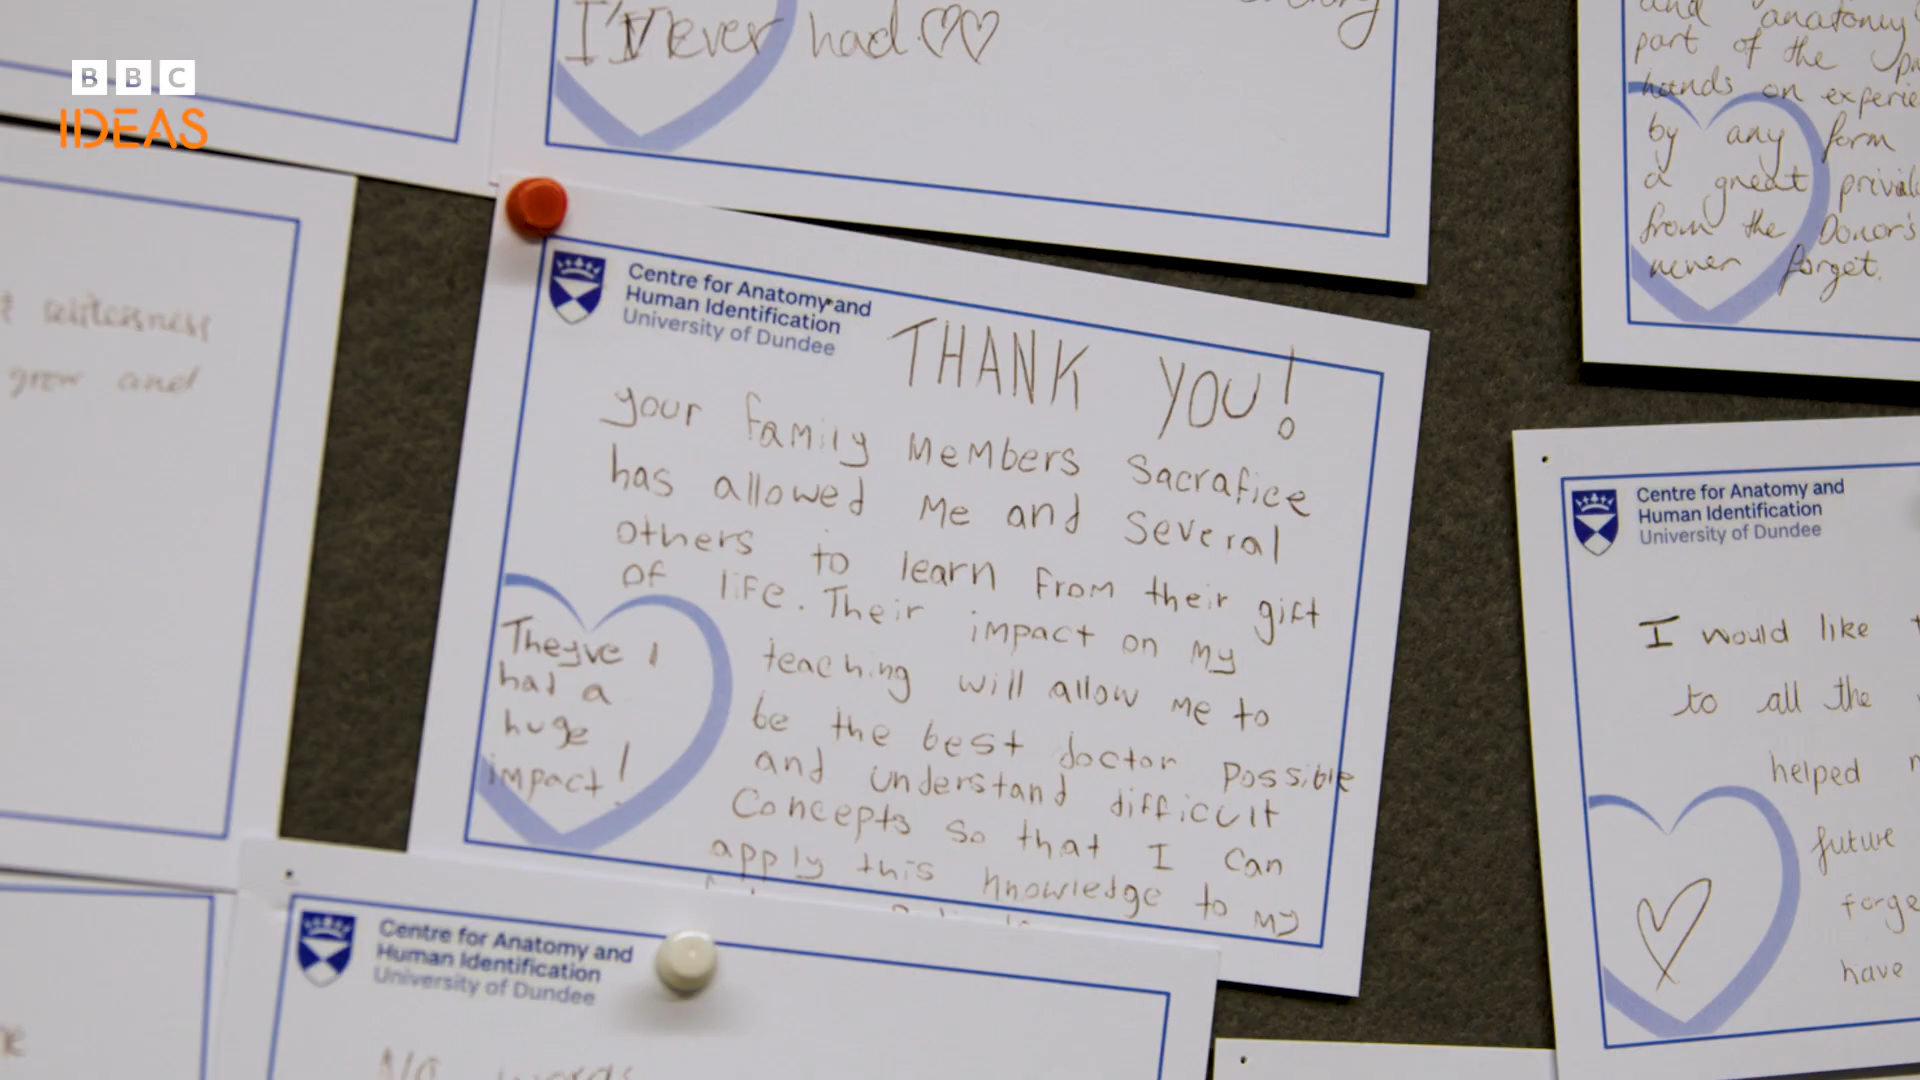 BBC
IDEAS
I'v ever had ♡♡
and anatomy
part of the
hands on
by any form
a great
from the Donor's
never forget.
selflessness
grow and
Centre for Anatomy and
Human Identification
University of Dundee
THANK YOU!
your family members sacrafice
has allowed me and several
others to learn from their gift
of life. Their impact on my
teaching will allow me to
be the best doctor possible
and understand difficult
concepts so that I can
apply this knowledge to my
Theyve
had a
huge
impact!
Centre for Anatomy and
Human Identification
University of Dundee
I would like
to all the
helped
future
have
Centre for Anatomy and
Human Identification
University of Dundee
No words